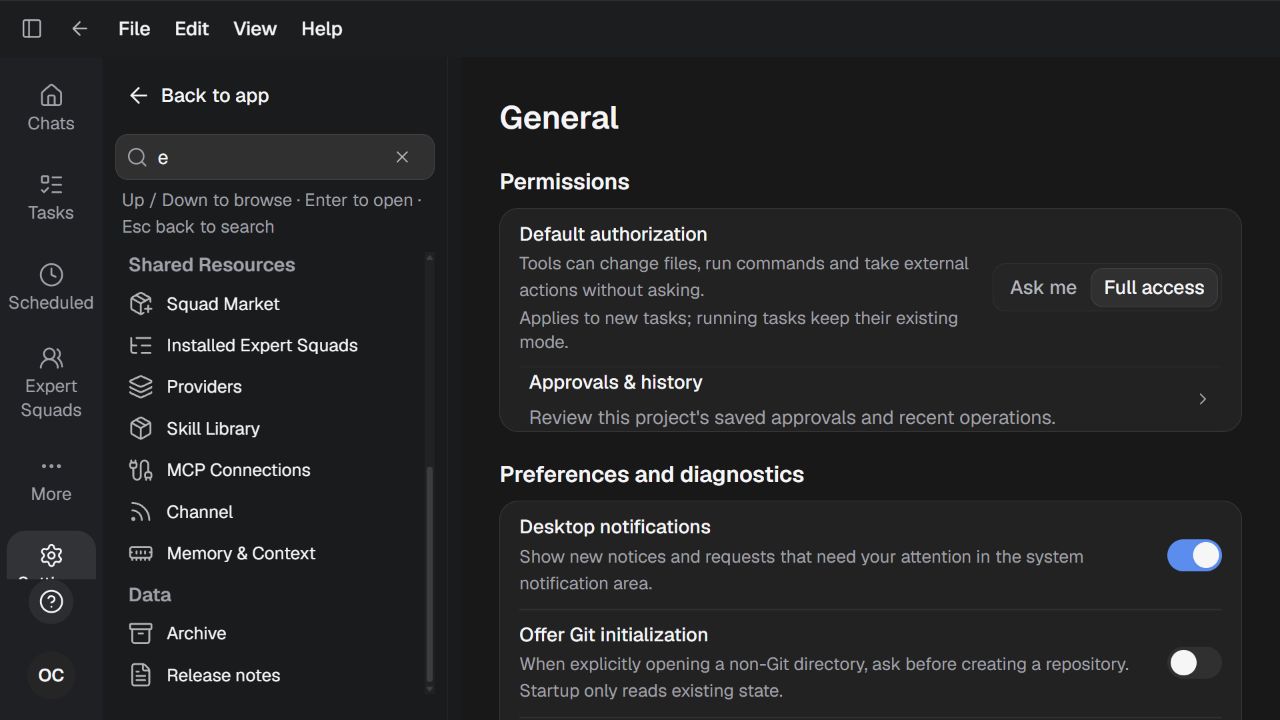 File Edit View Help
Chats
Tasks
Scheduled
Expert
Squads
More
OC
Back to app
e
Up / Down to browse · Enter to open ·
Esc back to search
Shared Resources
Squad Market
Installed Expert Squads
Providers
Skill Library
MCP Connections
Channel
Memory & Context
Data
Archive
Release notes
General
Permissions
Default authorization
Tools can change files, run commands and take external
actions without asking.
Applies to new tasks; running tasks keep their existing
mode.
Ask me Full access
Approvals & history
Review this project's saved approvals and recent operations.
Preferences and diagnostics
Desktop notifications
Show new notices and requests that need your attention in the system
notification area.
Offer Git initialization
When explicitly opening a non-Git directory, ask before creating a repository.
Startup only reads existing state.